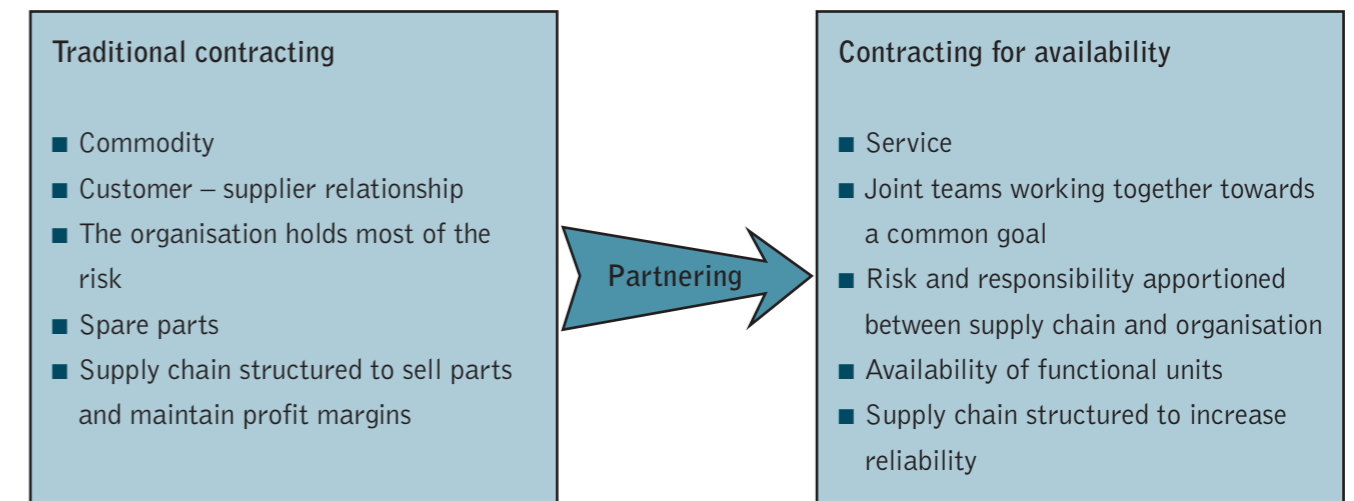 Traditional contracting
■ Commodity
■ Customer – supplier relationship
■ The organisation holds most of the
risk
■ Spare parts
■ Supply chain structured to sell parts
and maintain profit margins
Partnering
Contracting for availability
■ Service
■ Joint teams working together towards
a common goal
■ Risk and responsibility apportioned
between supply chain and organisation
■ Availability of functional units
■ Supply chain structured to increase
reliability